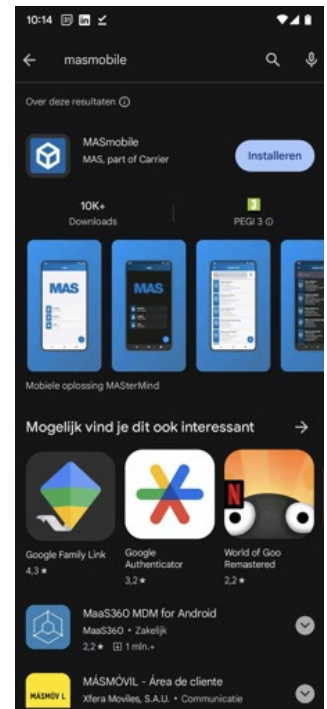 10:14
masmobile
Over deze resultaten
MASmobile
MAS, part of Carrier
Installeren
10K+
Downloads
3
PEGI 3
MAS
MAS
Mobiele oplossing MASterMind
Mogelijk vind je dit ook interessant
Google Family Link
4,3 ★
Google
Authenticator
3,2 ★
World of Goo
Remastered
2,2 ★
MaaS360 MDM for Android
MaaS360 • Zakelijk
2,2 ★ 1 mln.+
MÁSMÓVIL - Área de cliente
Xfera Moviles, S.A.U. • Communicatie